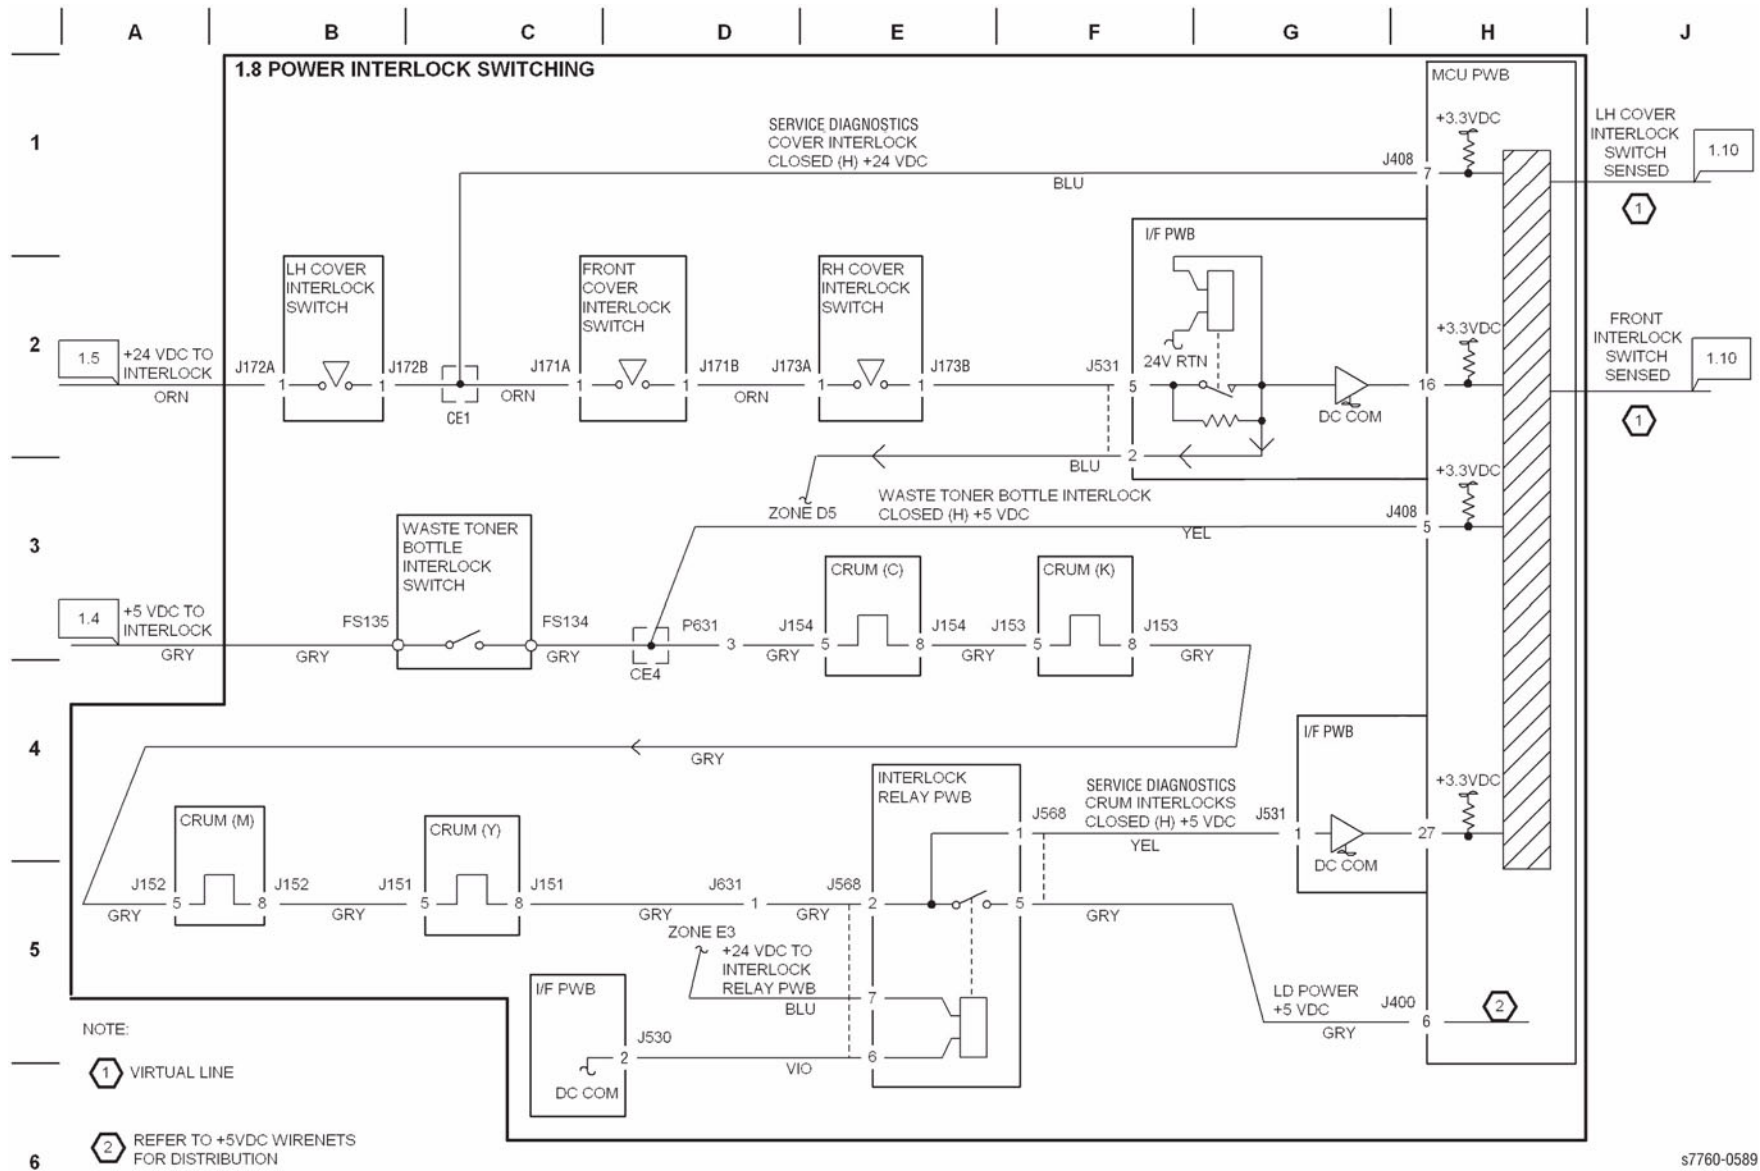 A B C D E F G H J
1.8 POWER INTERLOCK SWITCHING
MCU PWB
+3.3VDC
1
SERVICE DIAGNOSTICS
COVER INTERLOCK
CLOSED (H) +24 VDC
BLU
J408
7
LH COVER
INTERLOCK
SWITCH
SENSED
1.10
1
I/F PWB
LH COVER
INTERLOCK
SWITCH
FRONT
COVER
INTERLOCK
SWITCH
RH COVER
INTERLOCK
SWITCH
2
1.5
+24 VDC TO
INTERLOCK
ORN
J172A
1
1
J172B
CE1
ORN
J171A
1
1
J171B
ORN
J173A
1
1
J173B
J531
5
24V RTN
DC COM
16
+3.3VDC
FRONT
INTERLOCK
SWITCH
SENSED
1.10
1
BLU
2
ZONE D5
WASTE TONER BOTTLE INTERLOCK
CLOSED (H) +5 VDC
YEL
+3.3VDC
J408
5
3
WASTE TONER
BOTTLE
INTERLOCK
SWITCH
CRUM (C)
CRUM (K)
1.4
+5 VDC TO
INTERLOCK
GRY
GRY
FS135
FS134
GRY
CE4
P631
3
GRY
J154
5
8
J154
GRY
J153
5
8
J153
GRY
4
GRY
I/F PWB
INTERLOCK
RELAY PWB
SERVICE DIAGNOSTICS
CRUM INTERLOCKS
CLOSED (H) +5 VDC
+3.3VDC
J568
1
YEL
J531
1
DC COM
27
CRUM (M)
CRUM (Y)
J152
GRY
5
8
J152
GRY
J151
5
8
J151
GRY
J631
1
GRY
J568
2
5
GRY
5
ZONE E3
+24 VDC TO
INTERLOCK
RELAY PWB
BLU
7
I/F PWB
J530
2
DC COM
VIO
6
LD POWER
+5 VDC
GRY
J400
6
2
NOTE:
1 VIRTUAL LINE
2 REFER TO +5VDC WIRENETS
FOR DISTRIBUTION
6
s7760-0589